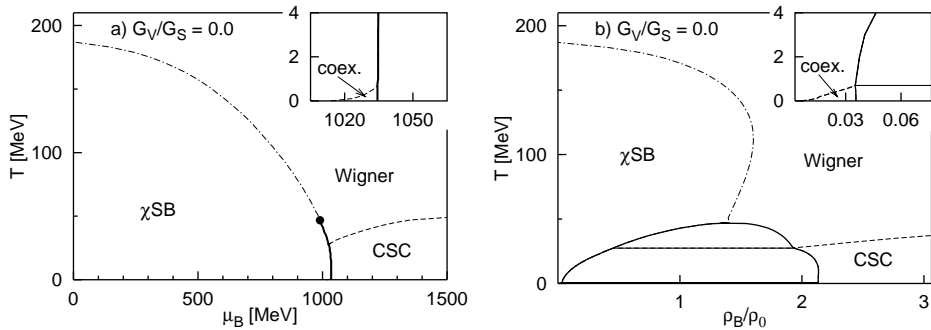 a) G_V/G_S = 0.0
T [MeV]
200
100
0
4
2
0
coex.
1020
1050
χSB
Wigner
CSC
0
500
1000
1500
μ_B [MeV]
b) G_V/G_S = 0.0
T [MeV]
200
100
0
4
2
0
coex.
0.03
0.06
χSB
Wigner
CSC
1
2
3
ρ_B/ρ_0